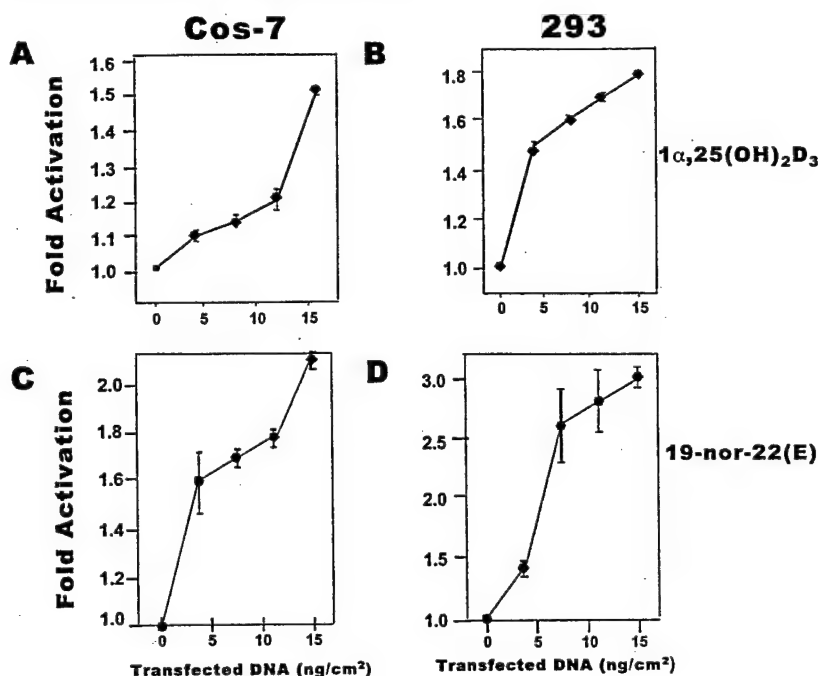 Cos-7
293
A
B
Fold Activation
1.6
1.5
1.4
1.3
1.2
1.1
1.0
0 5 10 15
1.8
1.6
1.4
1.2
1.0
0 5 10 15
1α,25(OH)₂D₃
C
D
Fold Activation
2.0
1.6
1.4
1.2
1.0
0 5 10 15
Transfected DNA (ng/cm²)
3.0
2.5
2.0
1.5
1.0
0 5 10 15
Transfected DNA (ng/cm²)
19-nor-22(E)